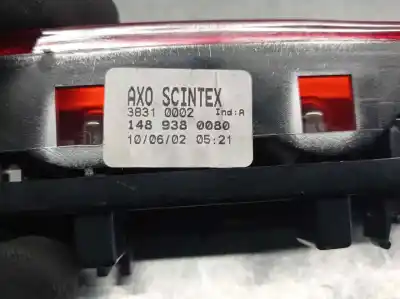 AXO SCINTEX
3831 0002 Ind:A
148 938 0080
10/06/02 05:21